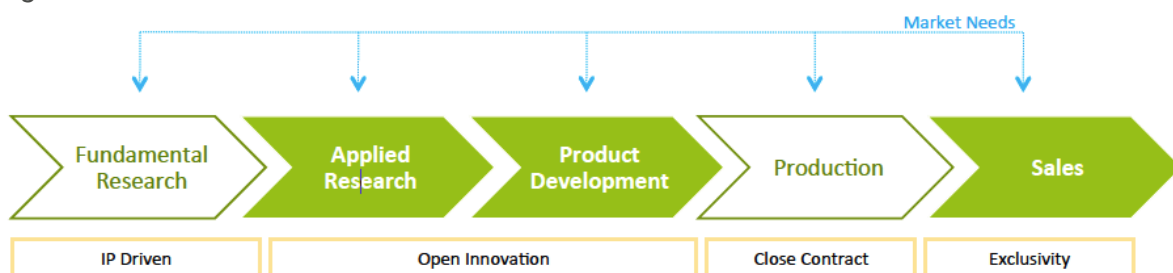 Market Needs
Fundamental
Research
Applied
Research
Product
Development
Production
Sales
IP Driven
Open Innovation
Close Contract
Exclusivity